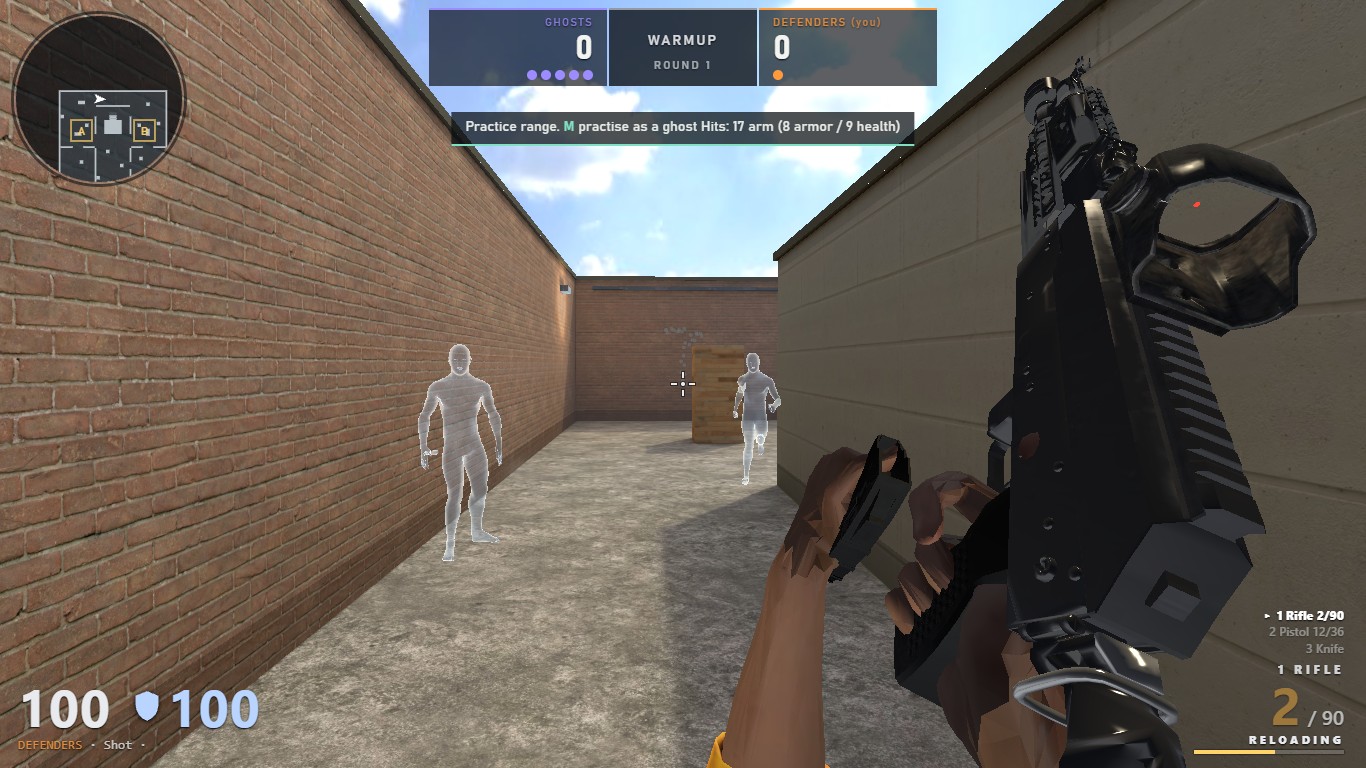 GHOSTS
0
WARMUP
ROUND 1
DEFENDERS (you)
0
Practice range. M practise as a ghost Hits: 17 arm (8 armor / 9 health)
A
B
100 100
DEFENDERS · Shot ·
▸ 1 Rifle 2/90
2 Pistol 12/36
3 Knife
1 RIFLE
2 / 90
RELOADING